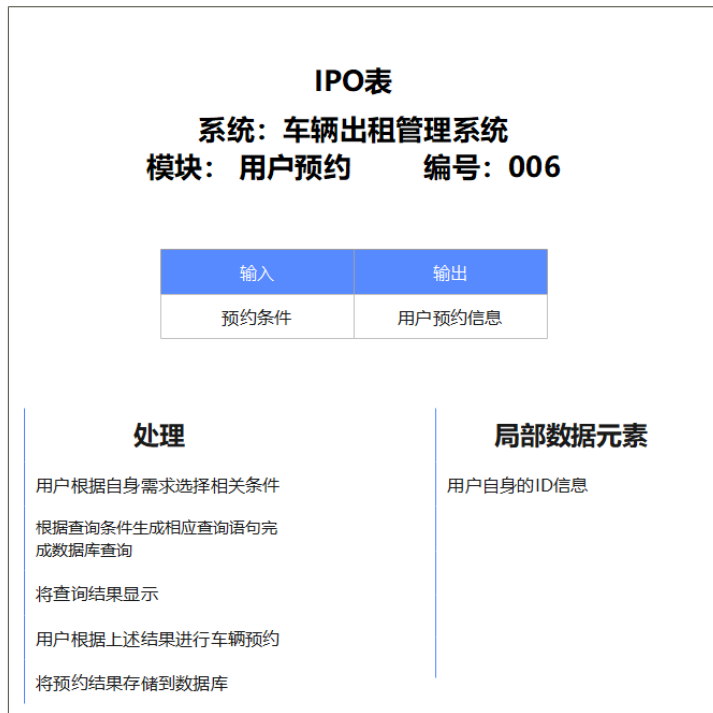 IPO表
系统：车辆出租管理系统
模块： 用户预约 编号：006
输入 输出
预约条件 用户预约信息
处理
用户根据自身需求选择相关条件
根据查询条件生成相应查询语句完
成数据库查询
将查询结果显示
用户根据上述结果进行车辆预约
将预约结果存储到数据库
局部数据元素
用户自身的ID信息